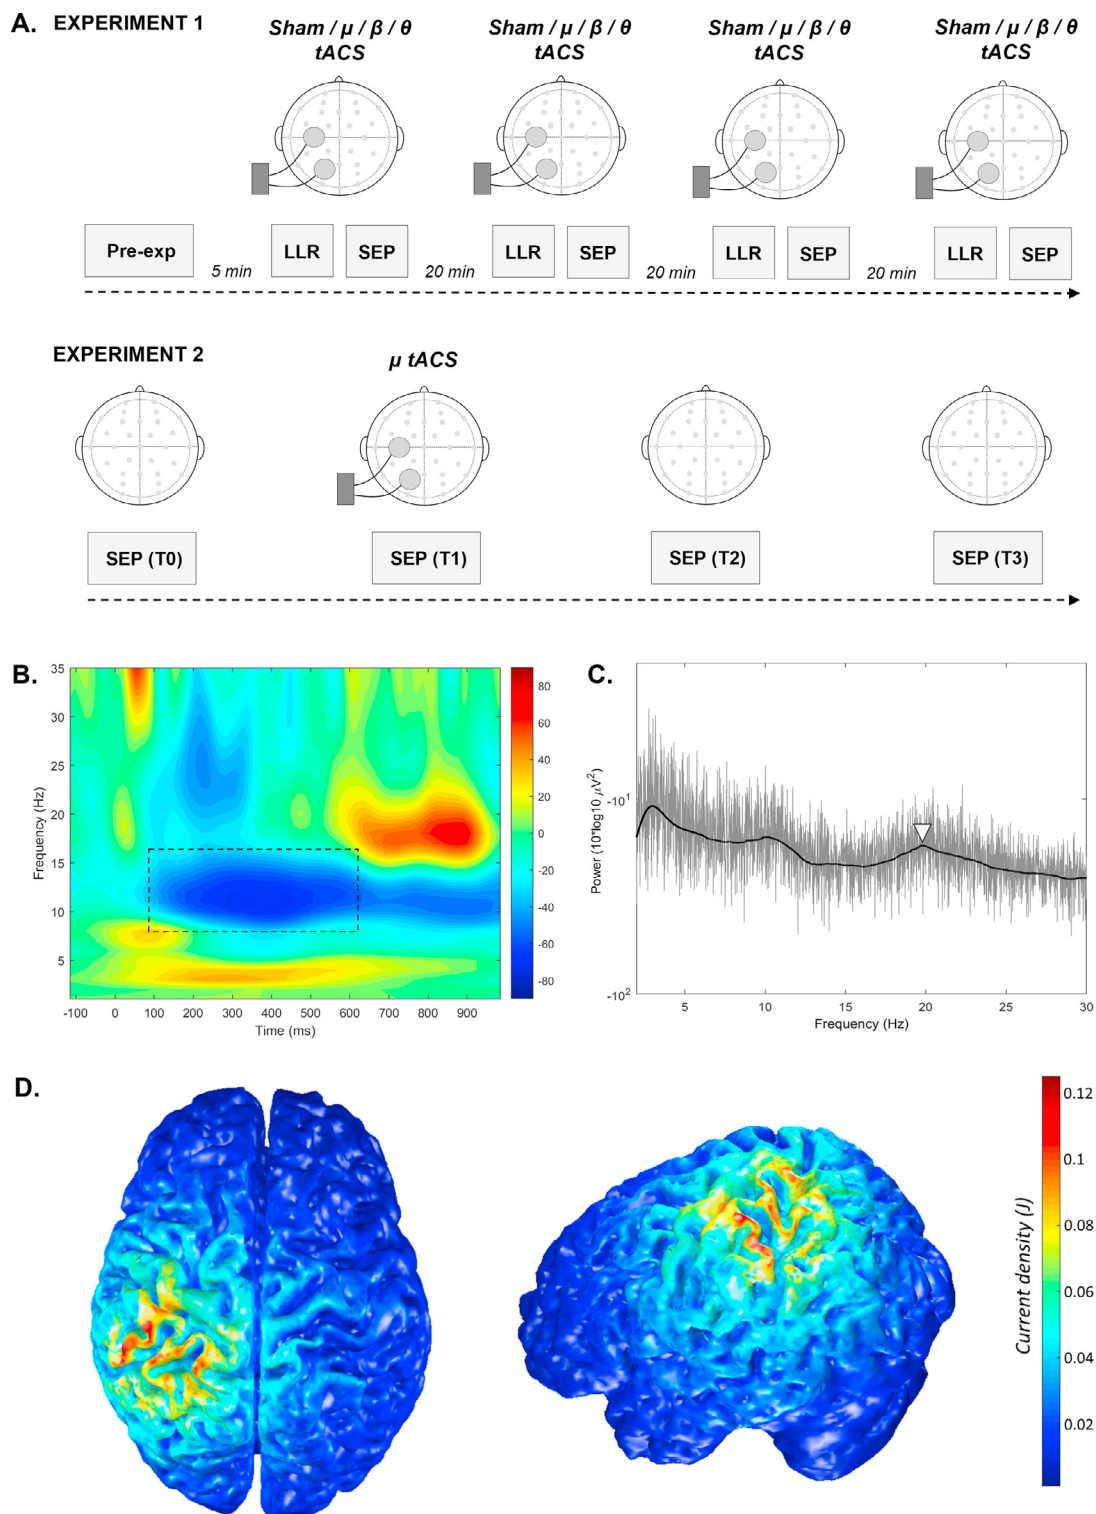 A. EXPERIMENT 1
Sham / μ / β / θ
tACS
Sham / μ / β / θ
tACS
Sham / μ / β / θ
tACS
Sham / μ / β / θ
tACS
Pre-exp
5 min
LLR
SEP
20 min
LLR
SEP
20 min
LLR
SEP
20 min
LLR
SEP
EXPERIMENT 2
μ tACS
SEP (T0)
SEP (T1)
SEP (T2)
SEP (T3)
B.
35
30
25
20
15
10
5
Frequency (Hz)
-100 0 100 200 300 400 500 600 700 800 900
Time (ms)
80
60
40
20
0
-20
-40
-60
-80
C.
Power (10*log10 μV²)
-10¹
-10²
5 10 15 20 25 30
Frequency (Hz)
D.
0.12
0.1
0.08
0.06
0.04
0.02
Current density (J)